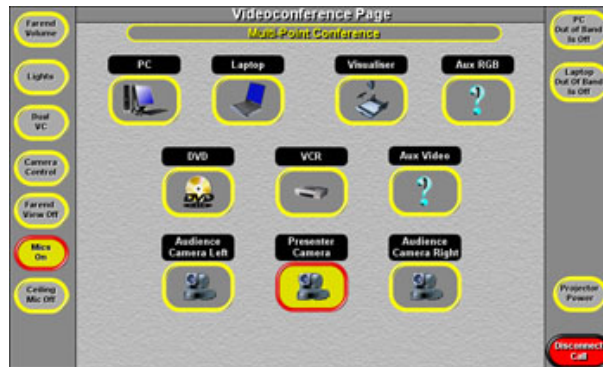 Videoconference Page
Multi-Point Conference
Farend
Volume
Lights
Dual
VC
Camera
Control
Farend
View Off
Mics
On
Ceiling
Mic Off
PC
Laptop
Visualiser
Aux RGB
DVD
VCR
Aux Video
DVD
Audience
Camera Left
Presenter
Camera
Audience
Camera Right
PC
Out of Band
Is Off
Laptop
Out Of Band
Is Off
Projector
Power
Disconnect
Call